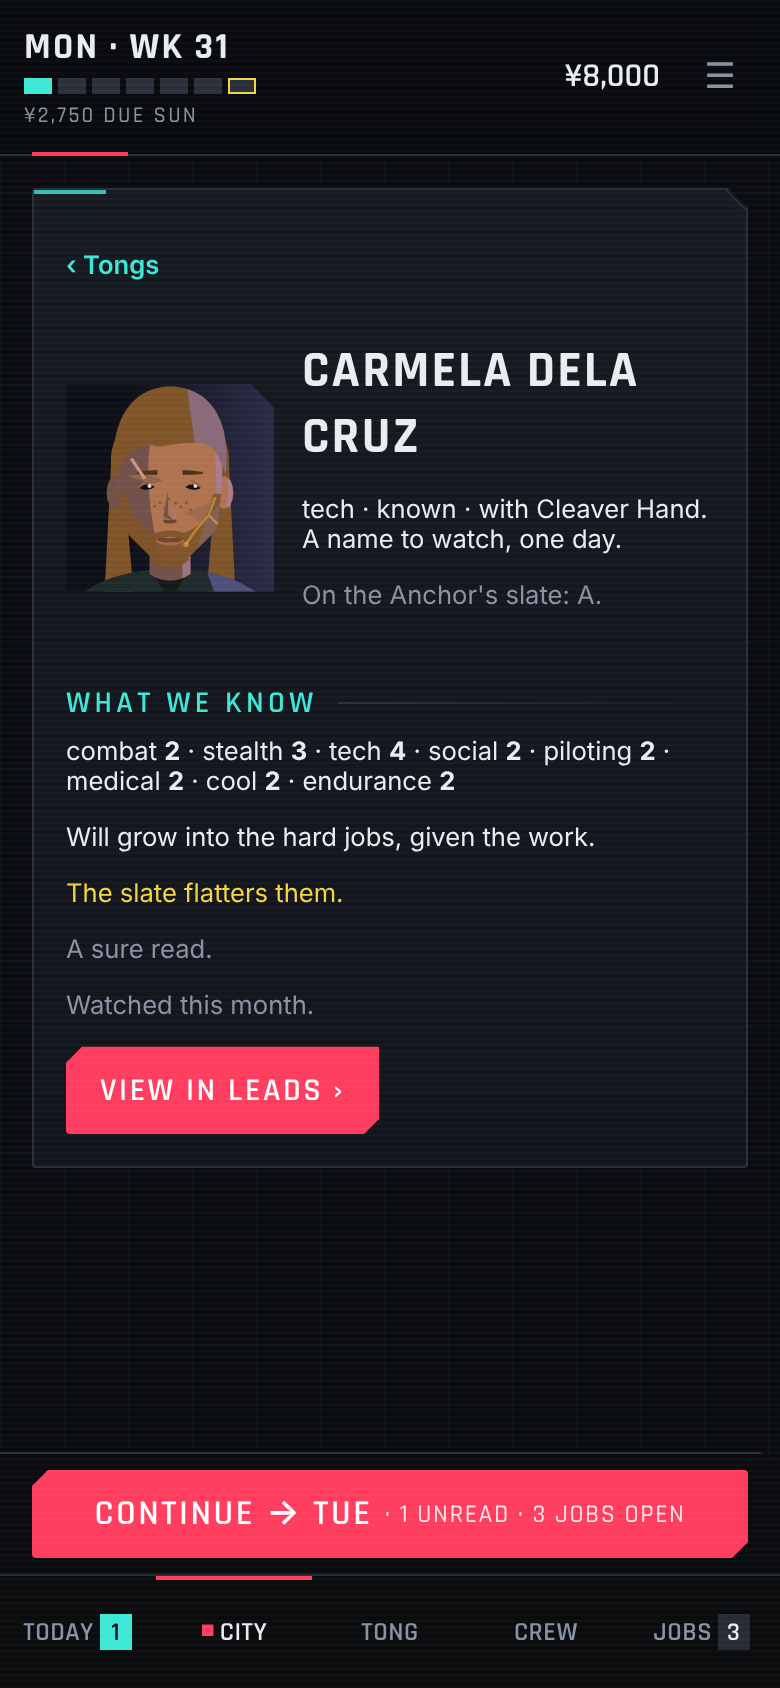 MON · WK 31
¥2,750 DUE SUN
¥8,000
☰
‹ Tongs
CARMELA DELA
CRUZ
tech · known · with Cleaver Hand.
A name to watch, one day.
On the Anchor's slate: A.
WHAT WE KNOW
combat 2 · stealth 3 · tech 4 · social 2 · piloting 2 ·
medical 2 · cool 2 · endurance 2
Will grow into the hard jobs, given the work.
The slate flatters them.
A sure read.
Watched this month.
VIEW IN LEADS ›
CONTINUE → TUE · 1 UNREAD · 3 JOBS OPEN
TODAY 1 CITY TONG CREW JOBS 3